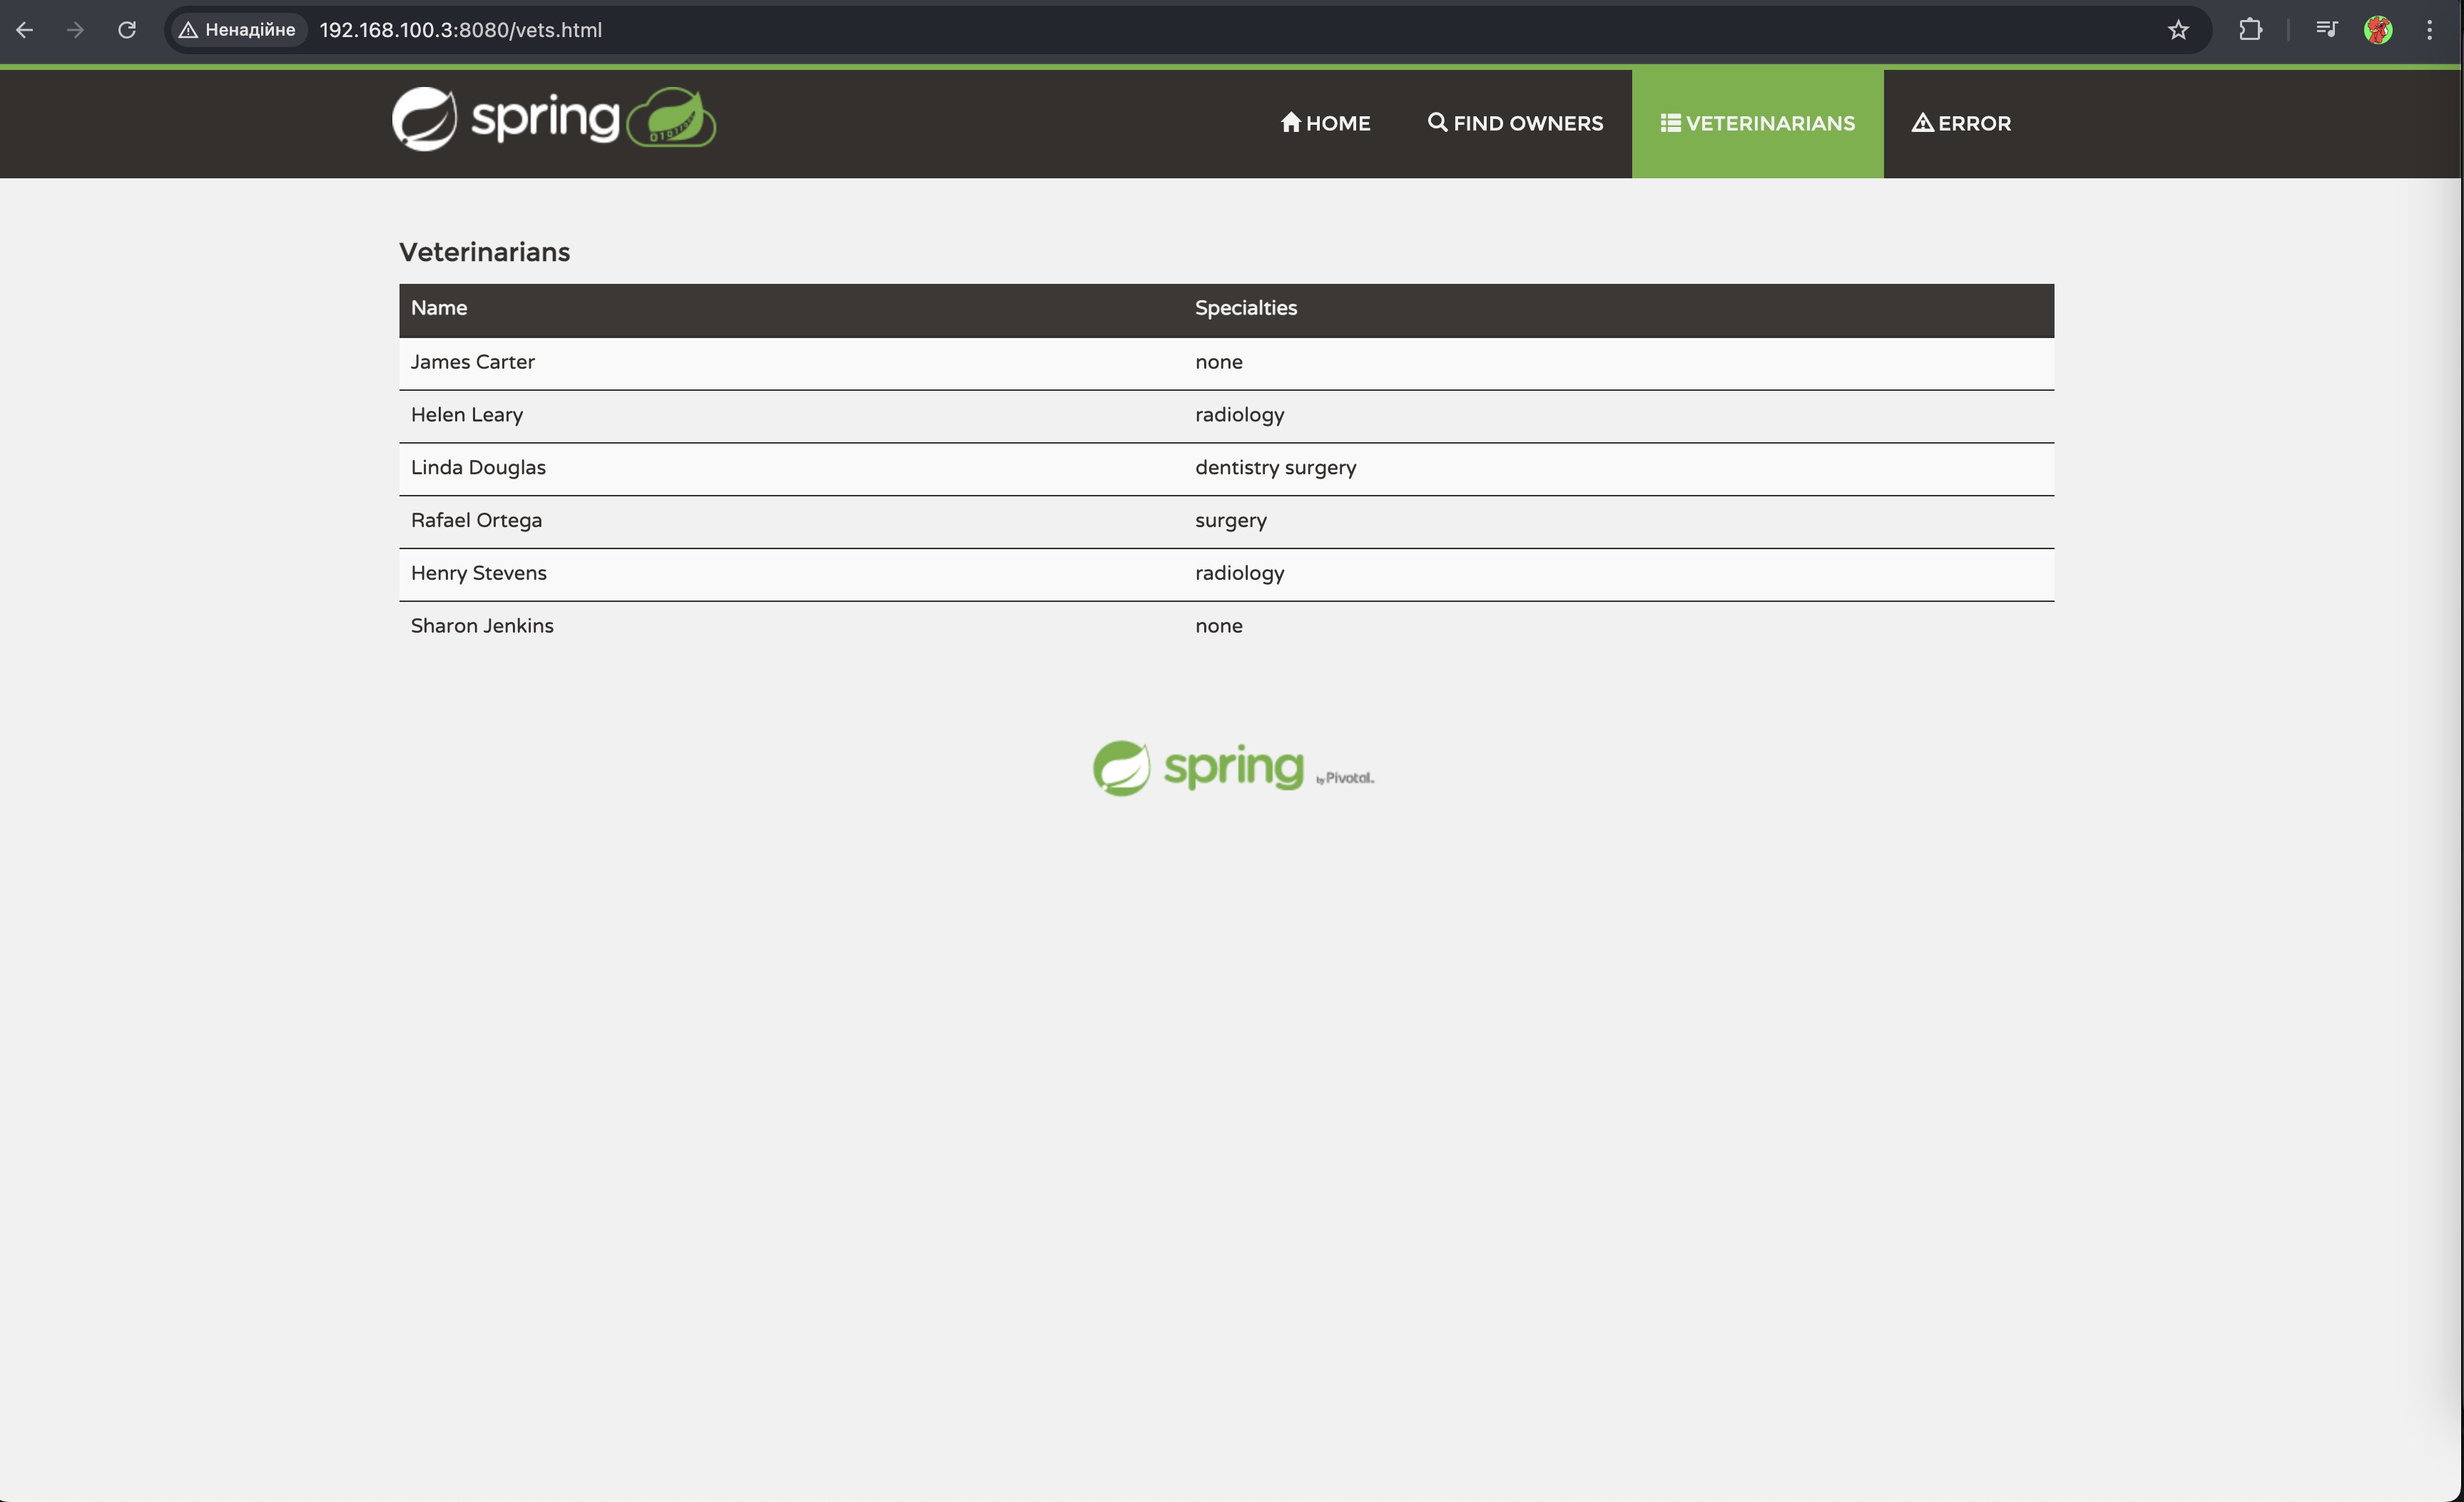 Ненадійне 192.168.100.3:8080/vets.html
spring HOME FIND OWNERS VETERINARIANS ERROR
Veterinarians
Name Specialties
James Carter none
Helen Leary radiology
Linda Douglas dentistry surgery
Rafael Ortega surgery
Henry Stevens radiology
Sharon Jenkins none
spring by Pivotal